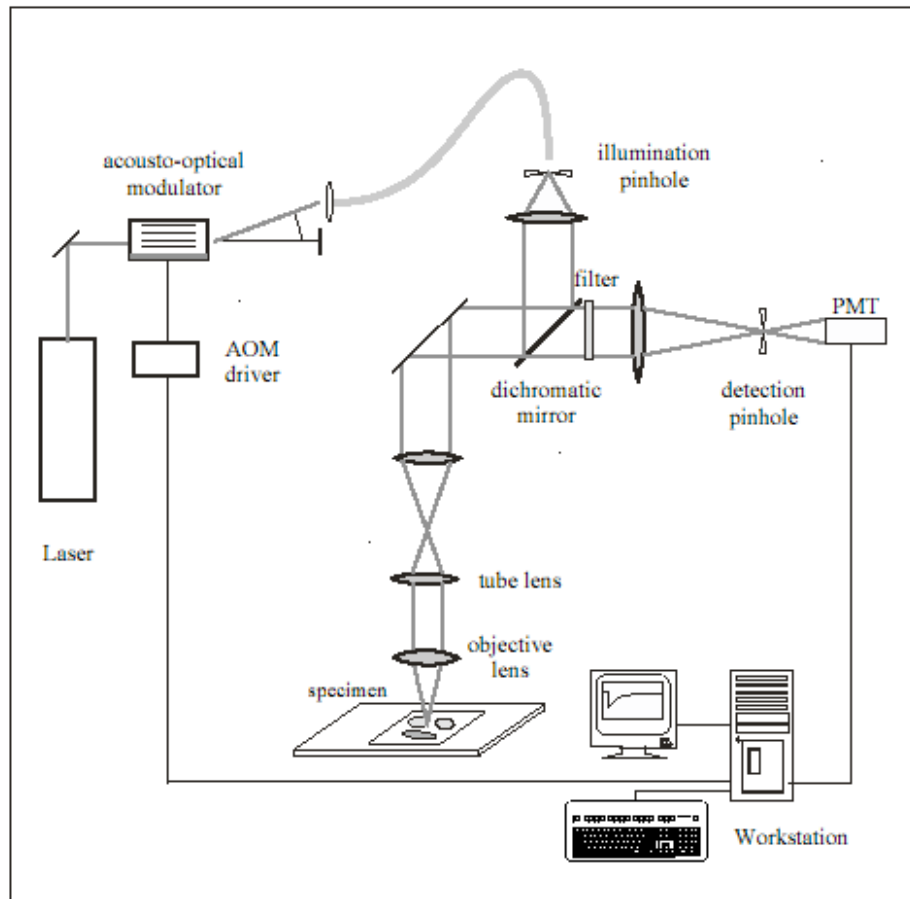 acousto-optical
modulator
illumination
pinhole
filter
PMT
AOM
driver
dichromatic
mirror
detection
pinhole
Laser
tube lens
objective
lens
specimen
Workstation